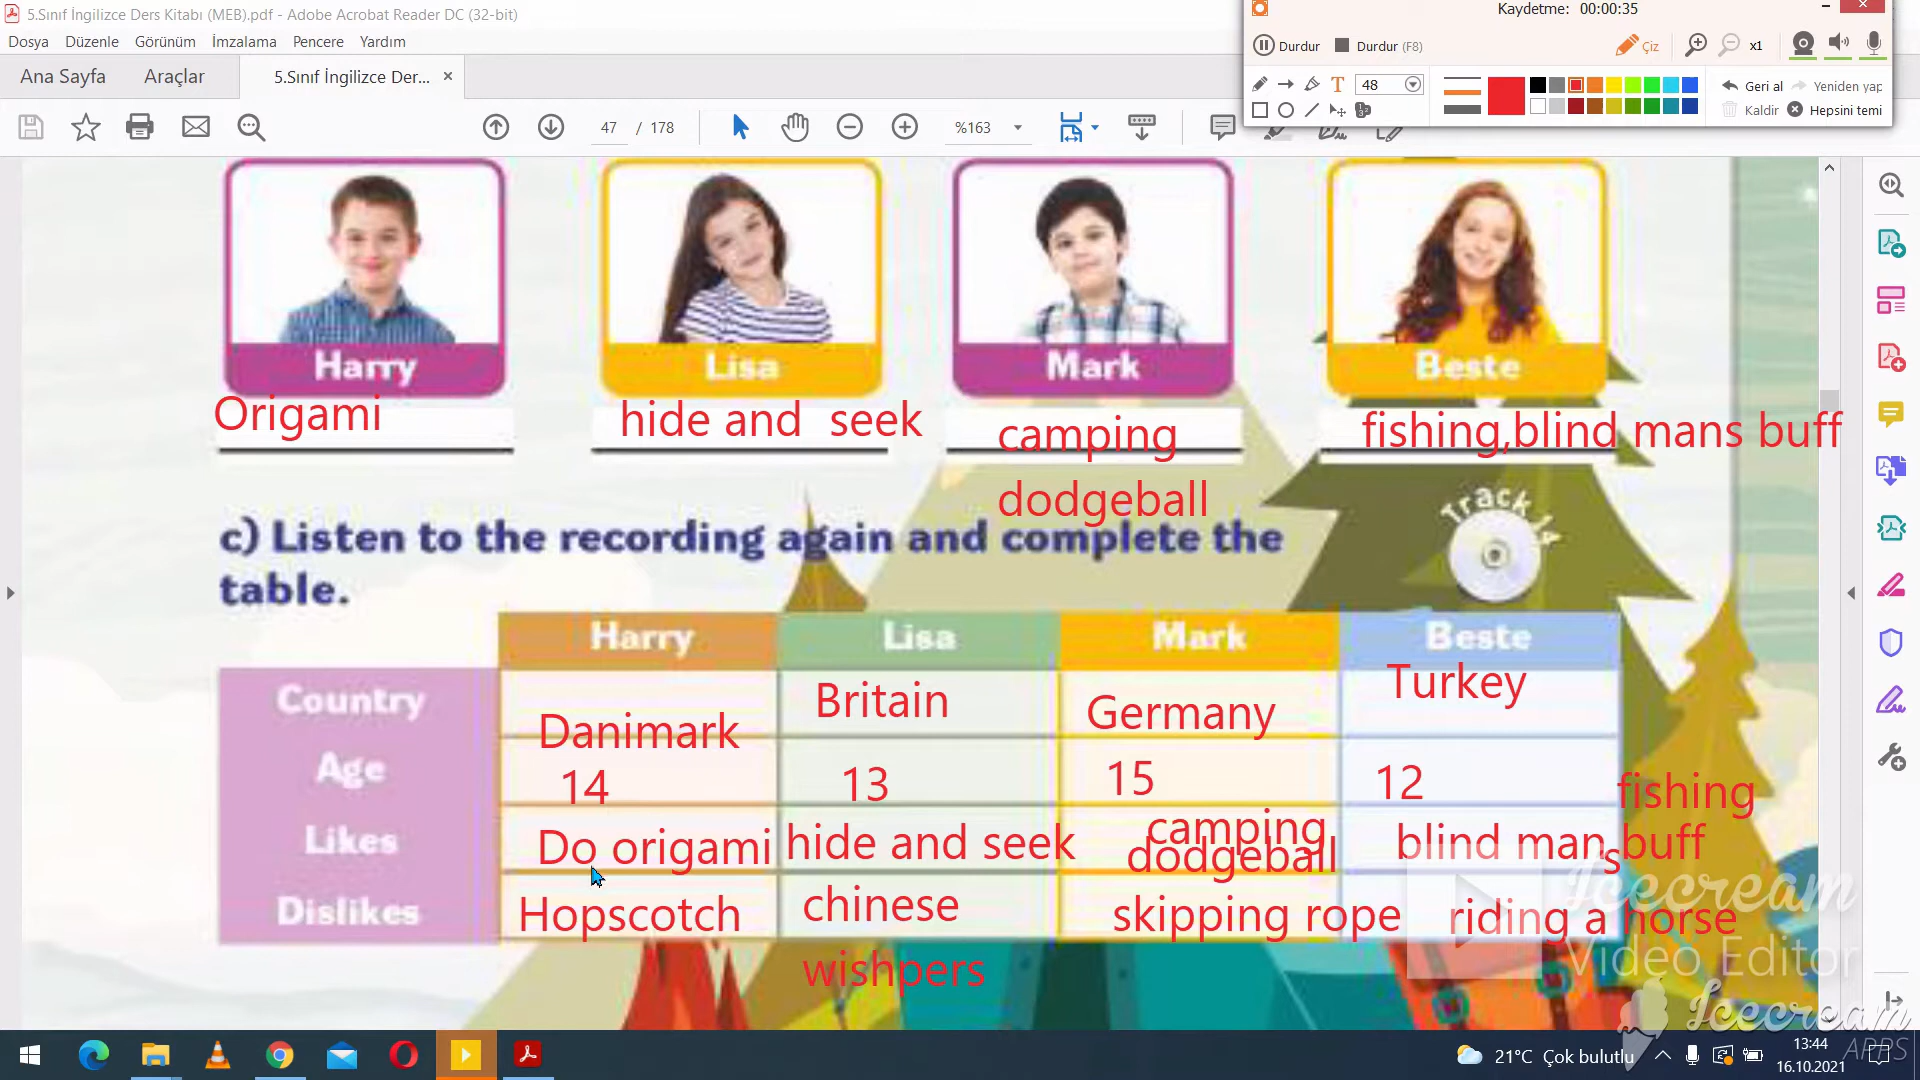 5.Sınıf İngilizce Ders Kitabı (MEB).pdf - Adobe Acrobat Reader DC (32-bit)
Kaydetme: 00:00:35
Dosya Düzenle Görünüm İmzalama Pencere Yardım
Durdur Durdur (F8) Çiz x1
Ana Sayfa Araçlar 5.Sınıf İngilizce Der...
T 48 Geri al Yeniden yap
Kaldir Hepsini temi
47 / 178 %163
Harry Lisa Mark Beste
Origami hide and seek camping fishing,blind mans buff
dodgeball
Track 14
c) Listen to the recording again and complete the
table.
Harry Lisa Mark Beste
Country Danimark Britain Germany Turkey
Age 14 13 15 12
fishing
Likes Do origami hide and seek camping dodgeball blind man,s buff
Dislikes Hopscotch chinese wishpers skipping rope riding a horse
Icecream
Video Editor
Icecream
APPS
21°C Çok bulutlu
13:44
16.10.2021